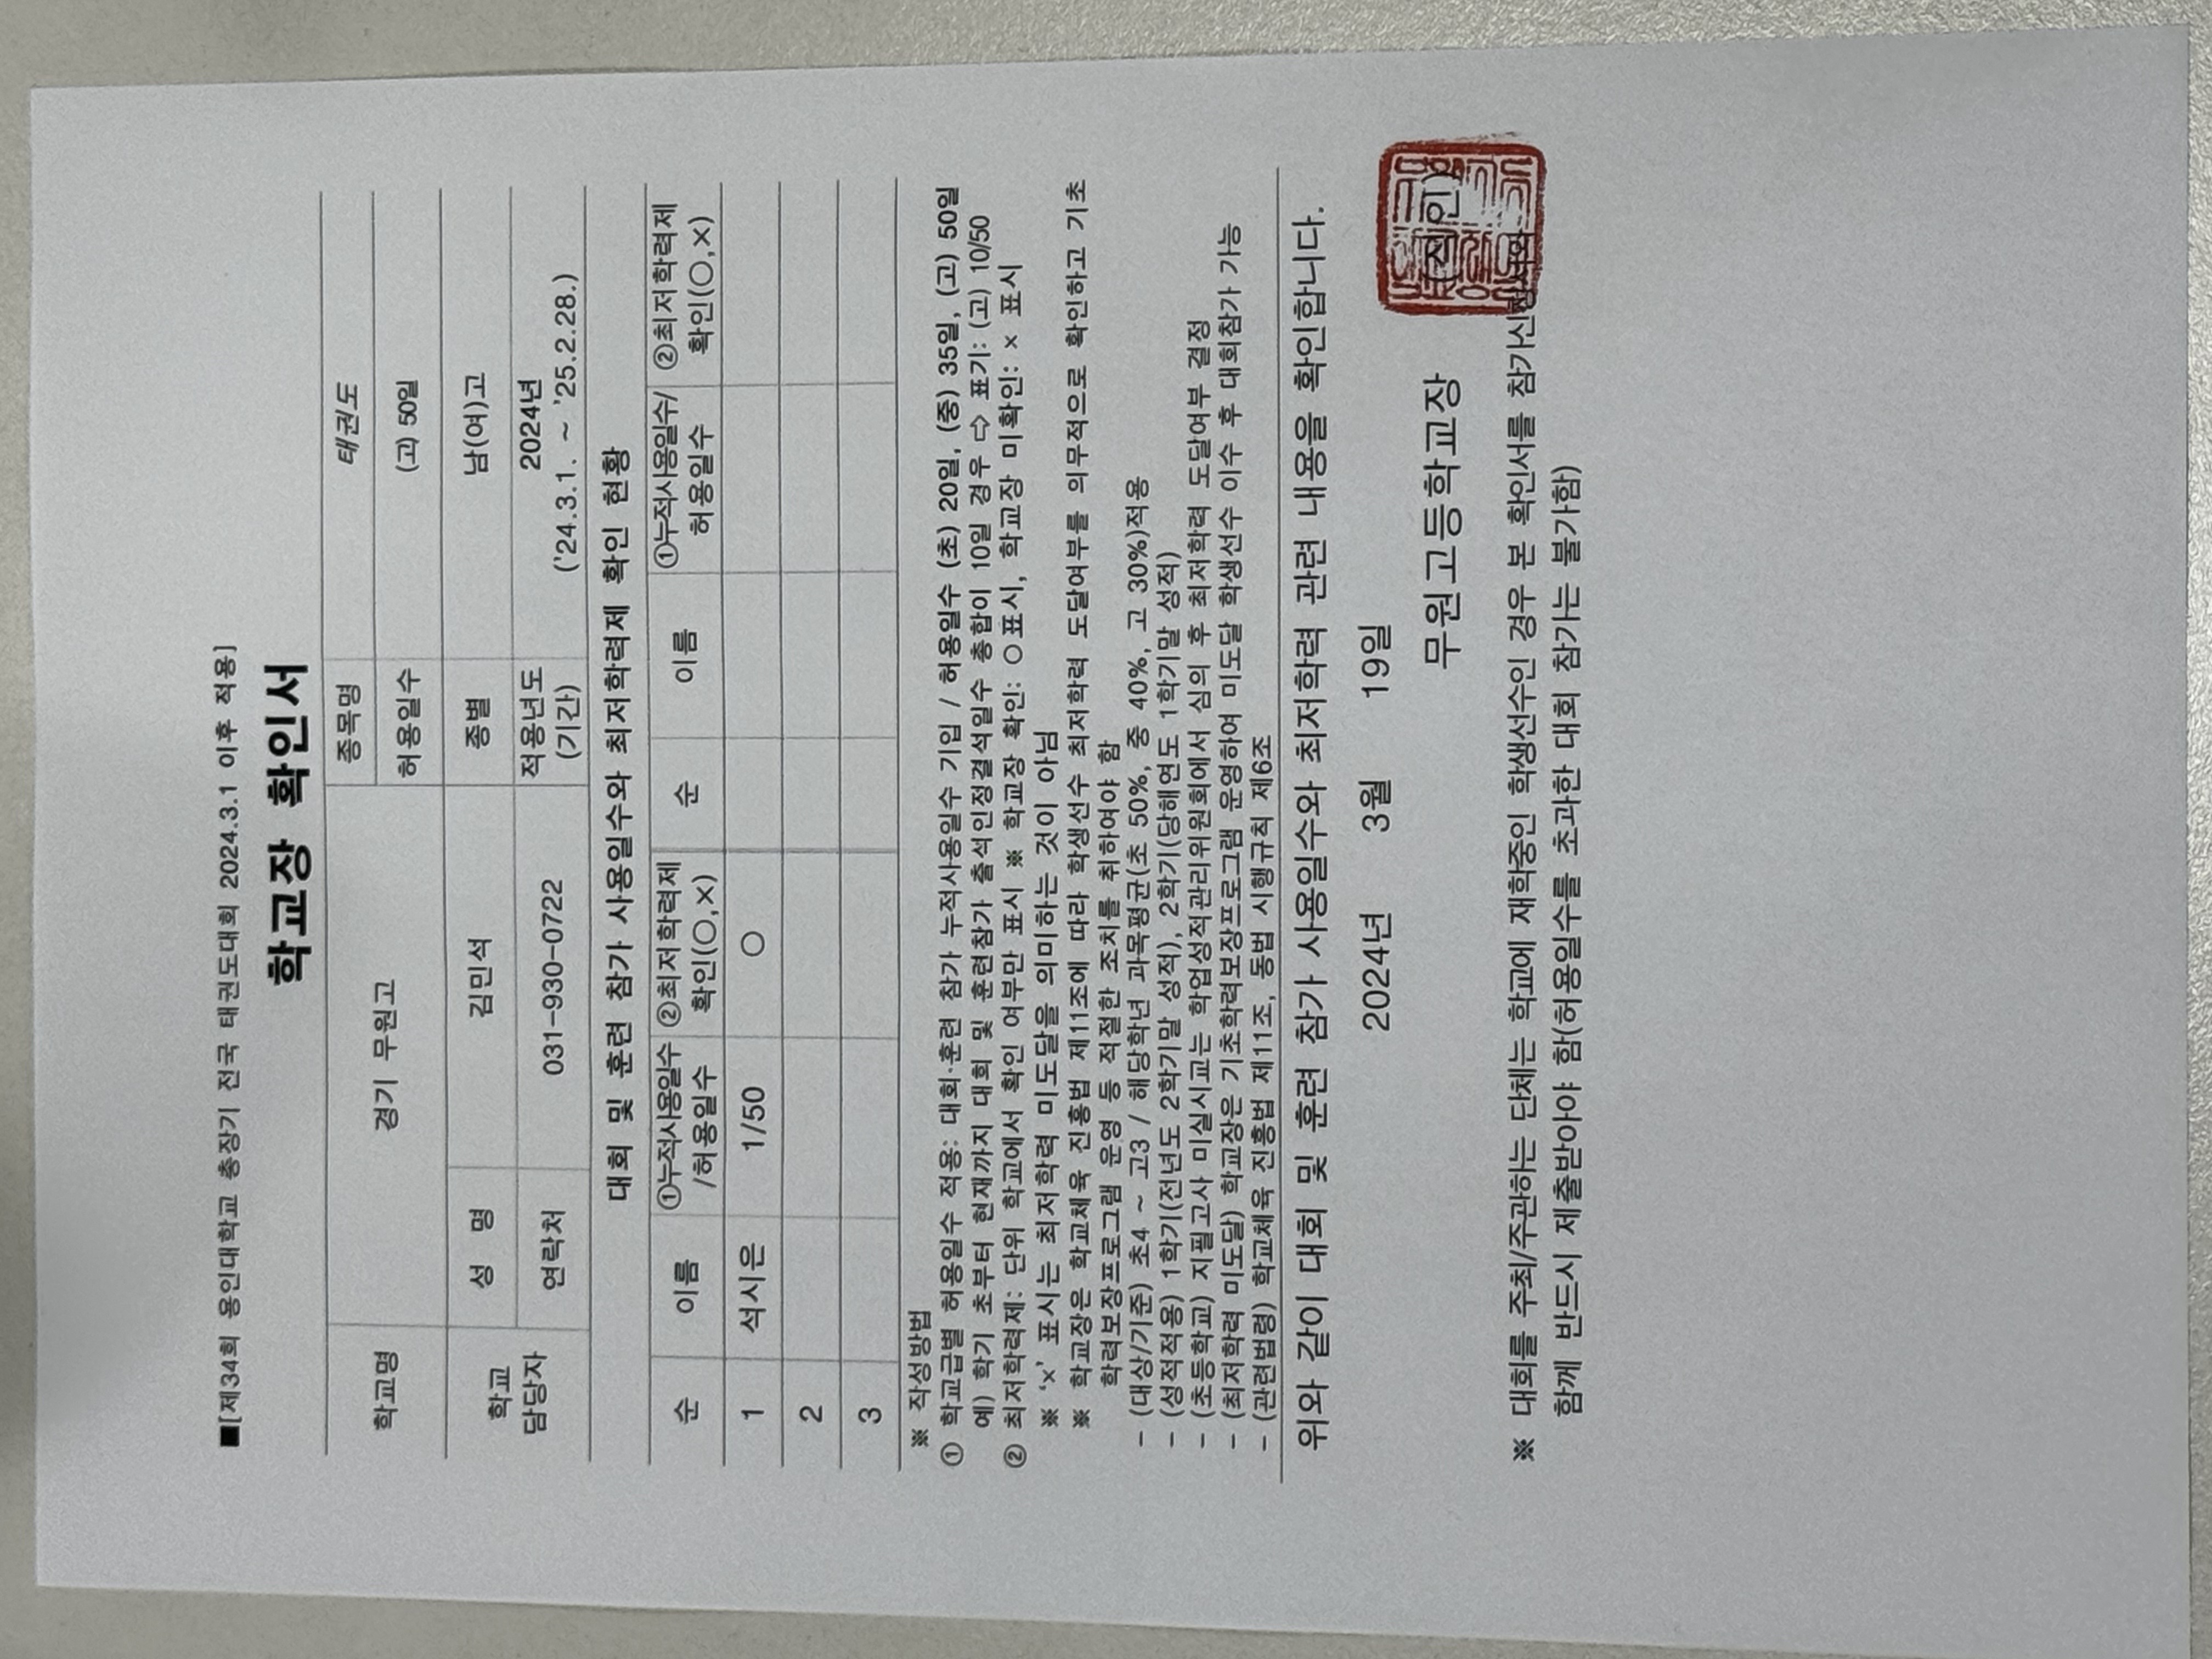 ■[제34회 용인대학교 총장기 전국 태권도대회 2024.3.1 이후 적용]
학교장 확인서
학교명 경기 무원고 종목명 태권도
허용일수 (고) 50일
학교 담당자 성 명 김민석 종별 남(여)고
연락처 031-930-0722 적용년도 (기간) 2024년
('24.3.1. ~ '25.2.28.)
대회 및 훈련 참가 사용일수와 최저학력제 확인 현황
순 이름 ①누적사용일수 /허용일수 ②최저학력제 확인(○,×) 순 이름 ①누적사용일수/ 허용일수 ②최저학력제 확인(○,×)
1 석시은 1/50 ○
2
3
※ 작성방법
① 학교급별 허용일수 적용: 대회·훈련 참가 누적사용일수 기입 / 허용일수 (초) 20일, (중) 35일, (고) 50일
예) 학기 초부터 현재까지 대회 및 훈련참가 출석인정결석일수 총합이 10일 경우 ⇨ 표기: (고) 10/50
② 최저학력제: 단위 학교에서 확인 여부만 표시 ※ 학교장 확인: ○표시, 학교장 미확인: × 표시
※ '×' 표시는 최저학력 미도달을 의미하는 것이 아님
※ 학교장은 학교체육 진흥법 제11조에 따라 학생선수 최저학력 도달여부를 의무적으로 확인하고 기초
학력보장프로그램 운영 등 적절한 조치를 취하여야 함
- (대상/기준) 초4 ~ 고3 / 해당학년 과목평균(초 50%, 중 40%, 고 30%)적용
- (성적적용) 1학기(전년도 2학기말 성적), 2학기(당해연도 1학기말 성적)
- (초등학교) 지필고사 미실시교는 학업성적관리위원회에서 심의 후 최저학력 도달여부 결정
- (최저학력 미도달) 학교장은 기초학력보장프로그램 운영하여 미도달 학생선수 이수 후 대회참가 가능
- (관련법령) 학교체육 진흥법 제11조, 동법 시행규칙 제6조
위와 같이 대회 및 훈련 참가 사용일수와 최저학력 관련 내용을 확인합니다.
2024년 3월 19일
무원고등학교장 (직인)
※ 대회를 주최/주관하는 단체는 학교에 재학중인 학생선수인 경우 본 확인서를 참가신청서와
함께 반드시 제출받아야 함(허용일수를 초과한 대회 참가는 불가함)